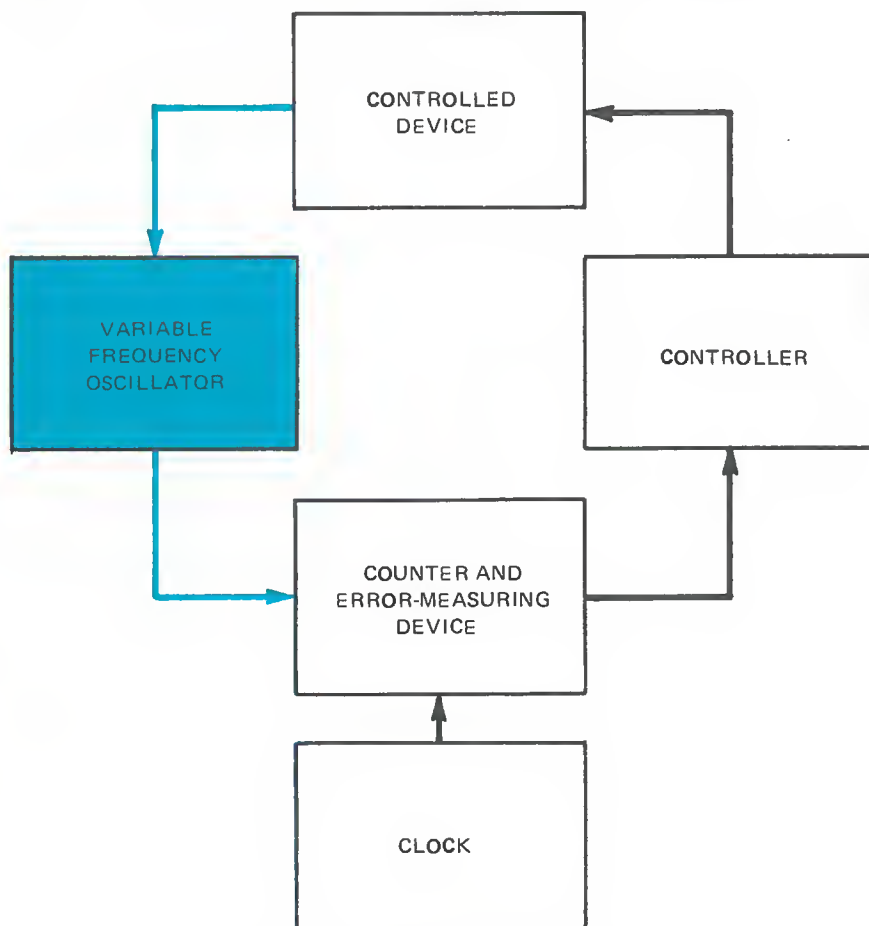 CONTROLLED
DEVICE
VARIABLE
FREQUENCY
OSCILLATOR
CONTROLLER
COUNTER AND
ERROR-MEASURING
DEVICE
CLOCK